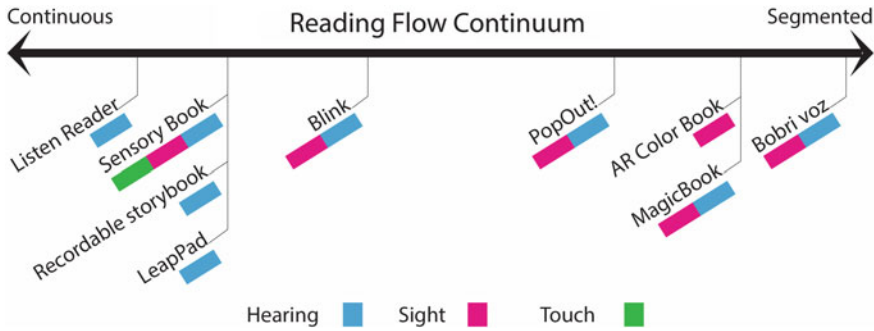 Continuous
Reading Flow Continuum
Segmented
Listen Reader
Sensory Book
Recordable storybook
LeapPad
Blink
PopOut!
AR Color Book
MagicBook
Bobri voz
Hearing
Sight
Touch